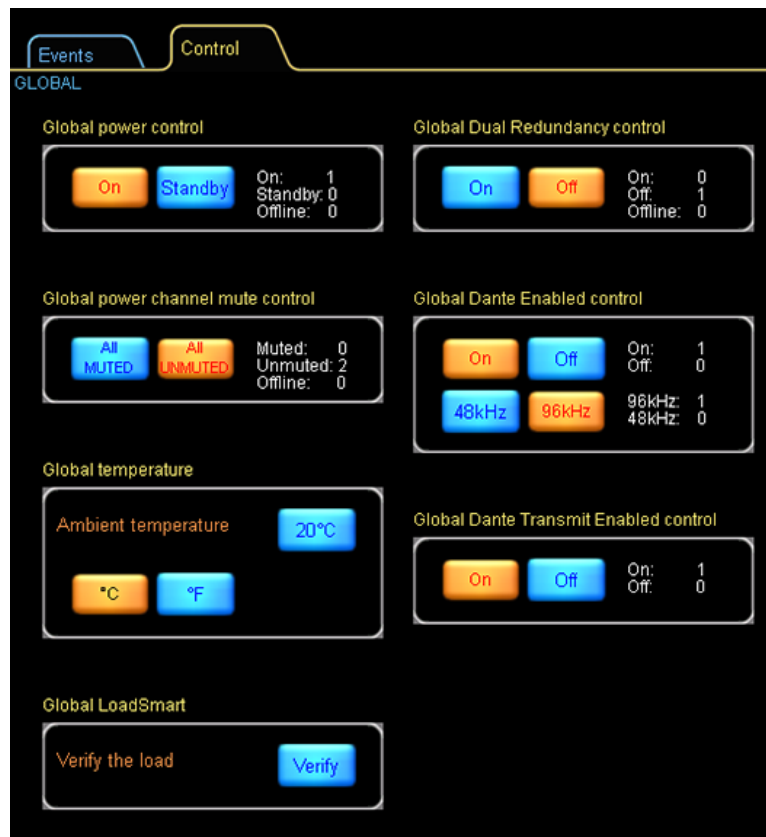 Events
Control
GLOBAL
Global power control
On
Standby
On: 1
Standby: 0
Offline: 0
Global power channel mute control
All
MUTED
All
UNMUTED
Muted: 0
Unmuted: 2
Offline: 0
Global temperature
Ambient temperature
20°C
°C
°F
Global LoadSmart
Verify the load
Verify
Global Dual Redundancy control
On
Off
On: 0
Off: 1
Offline: 0
Global Dante Enabled control
On
Off
On: 1
Off: 0
48kHz
96kHz
96kHz: 1
48kHz: 0
Global Dante Transmit Enabled control
On
Off
On: 1
Off: 0